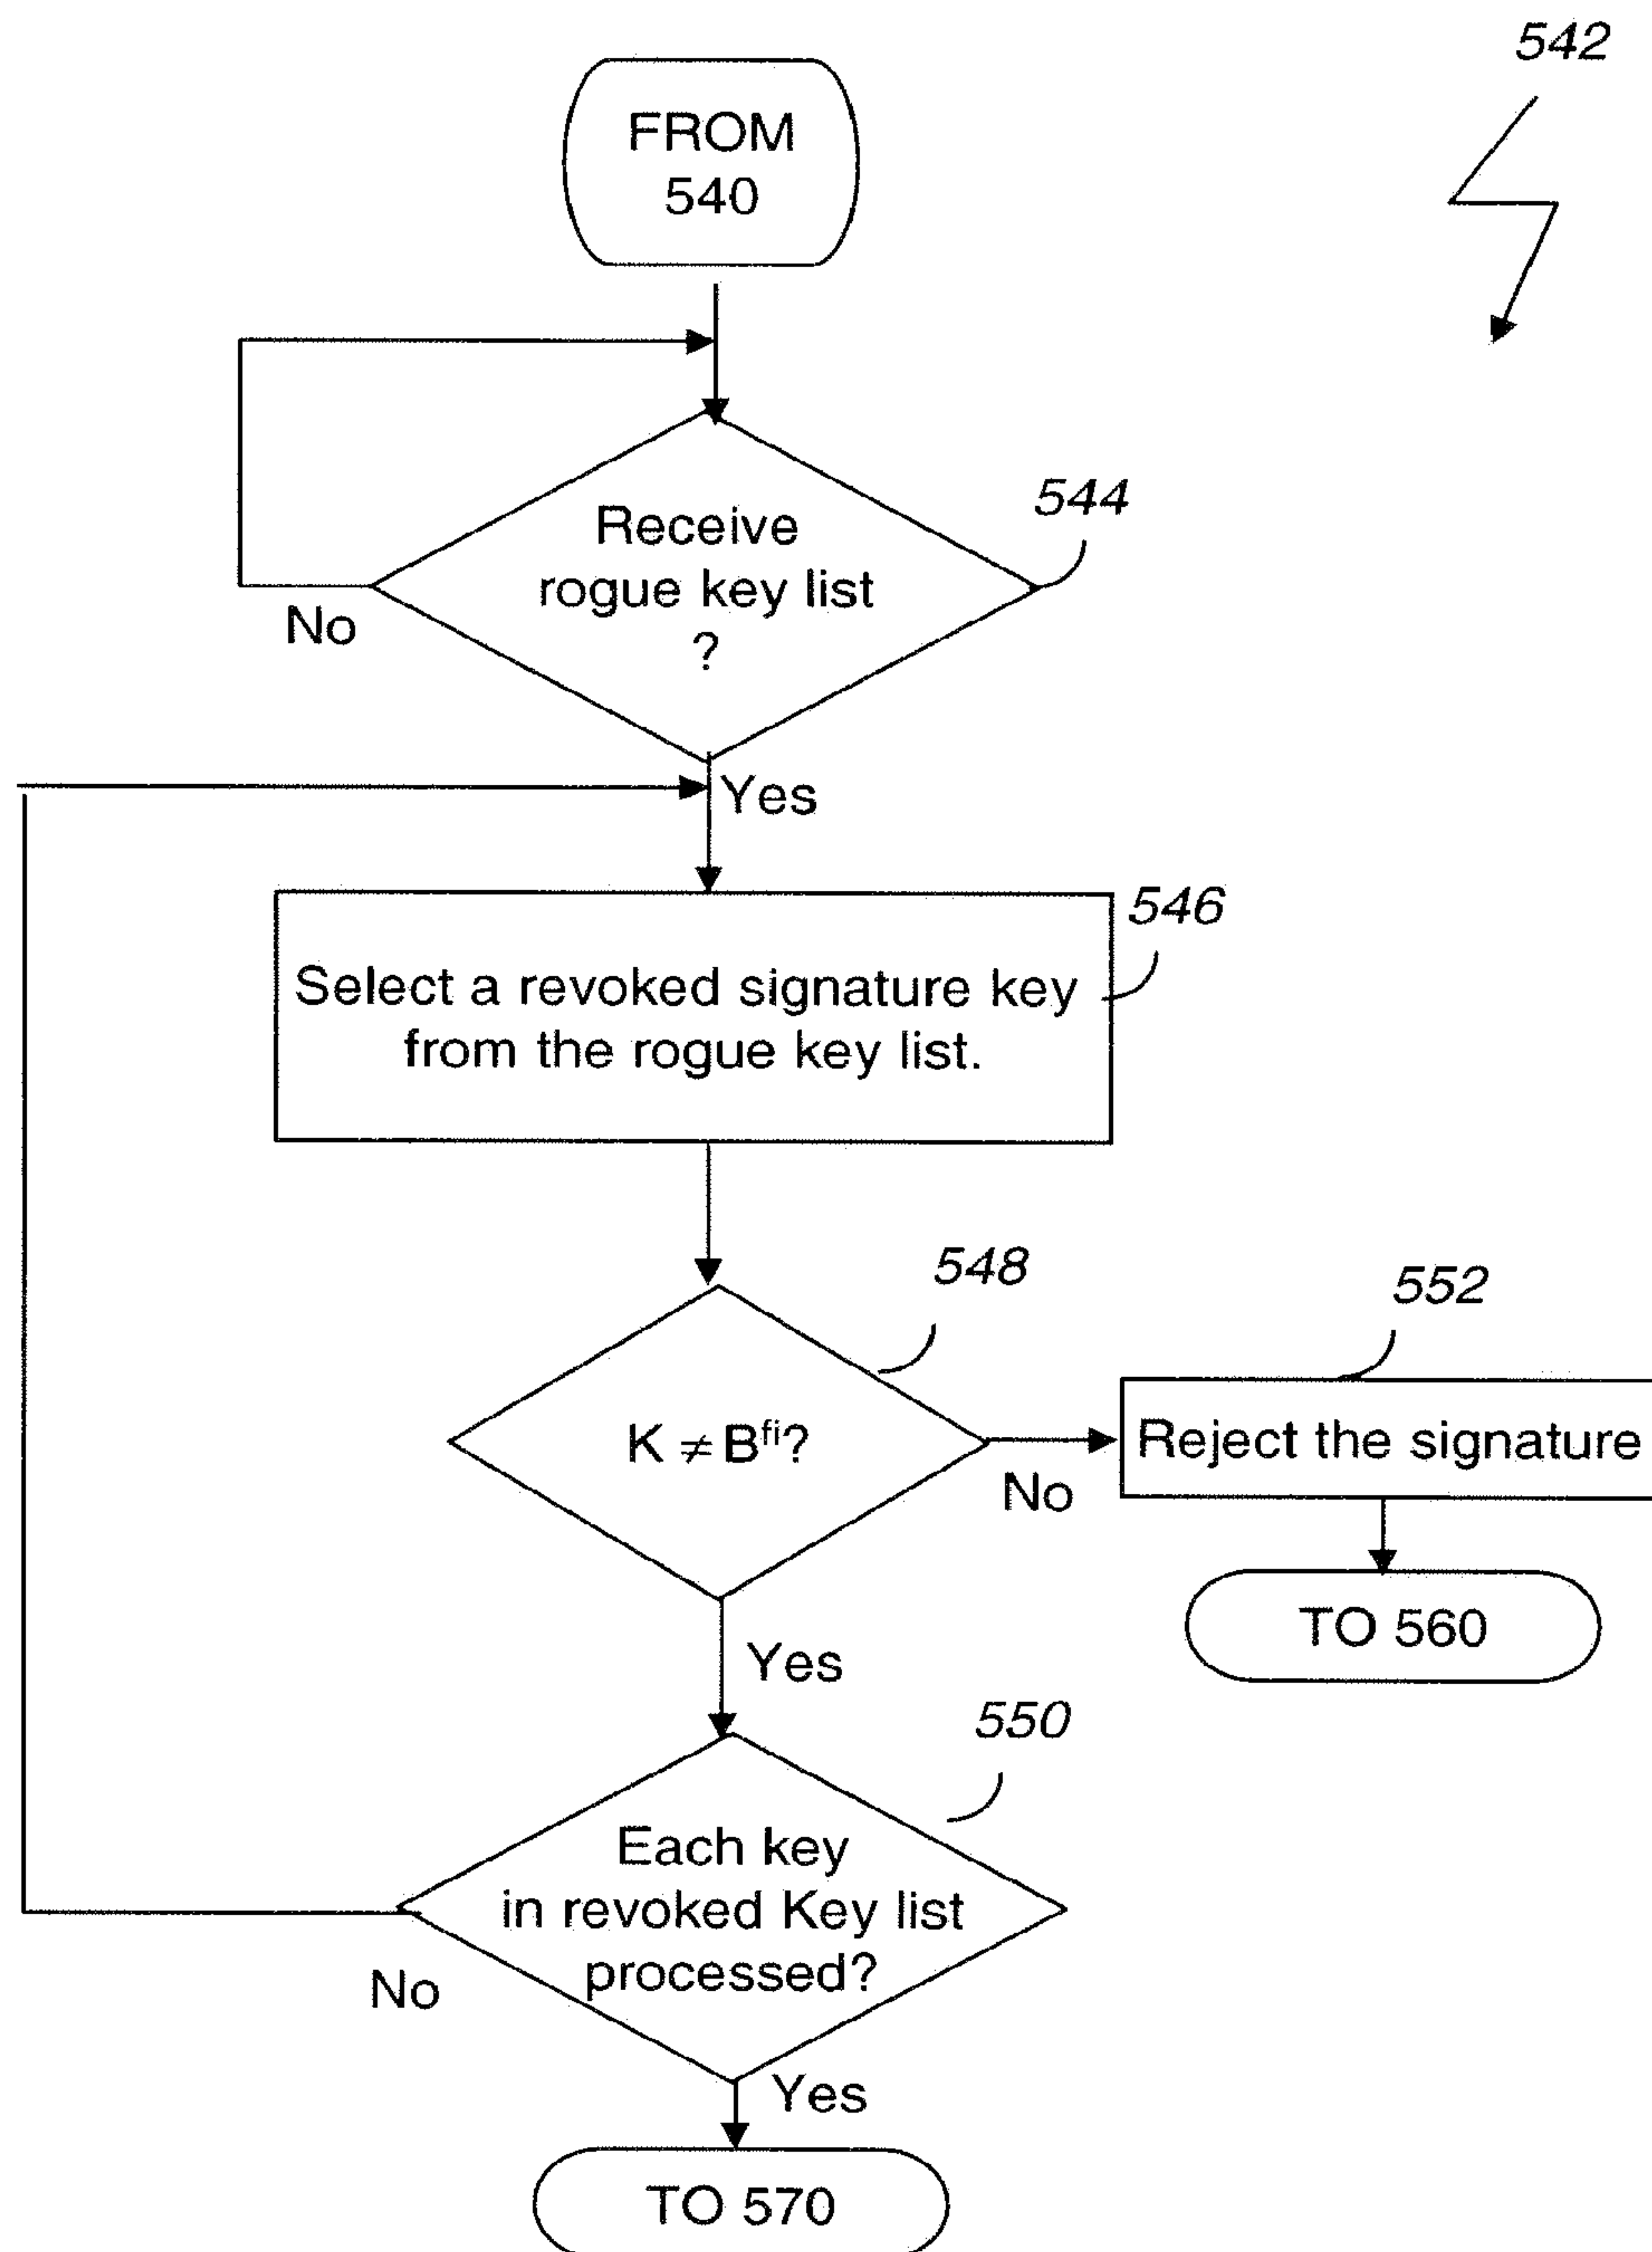 542
FROM
540
Receive
rogue key list
?
544
No
Yes
546
Select a revoked signature key
from the rogue key list.
548
552
K ≠ Bᶠⁱ?
No
Reject the signature
Yes
TO 560
550
Each key
in revoked Key list
processed?
No
Yes
TO 570